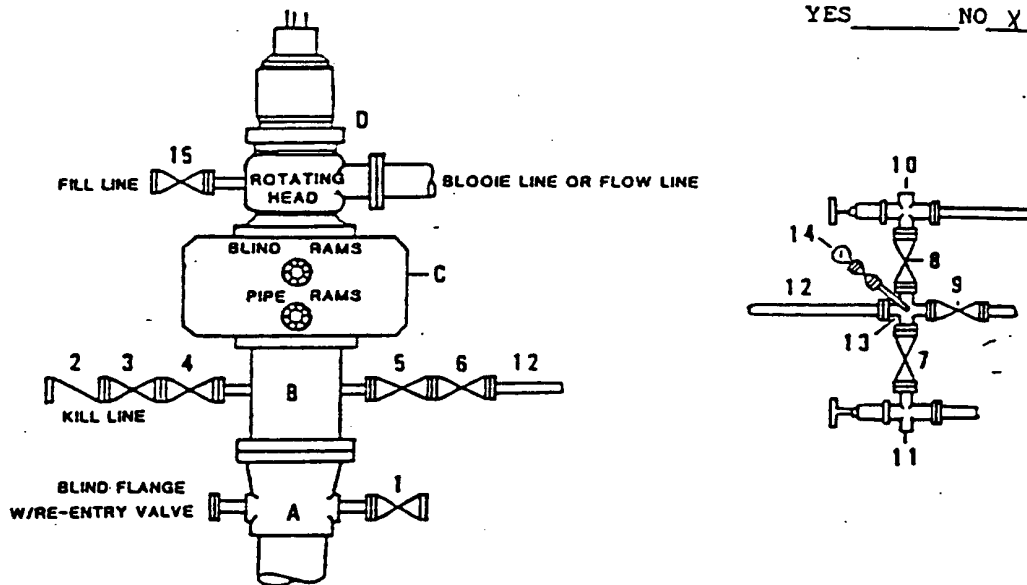 YES NO X
D
15
FILL LINE
ROTATING HEAD
BLOOIE LINE OR FLOW LINE
10
BLIND RAMS
C
14
8
PIPE RAMS
12
9
13
2 3 4
5 6 12
7
B
KILL LINE
11
BLIND FLANGE
W/RE-ENTRY VALVE
A
1